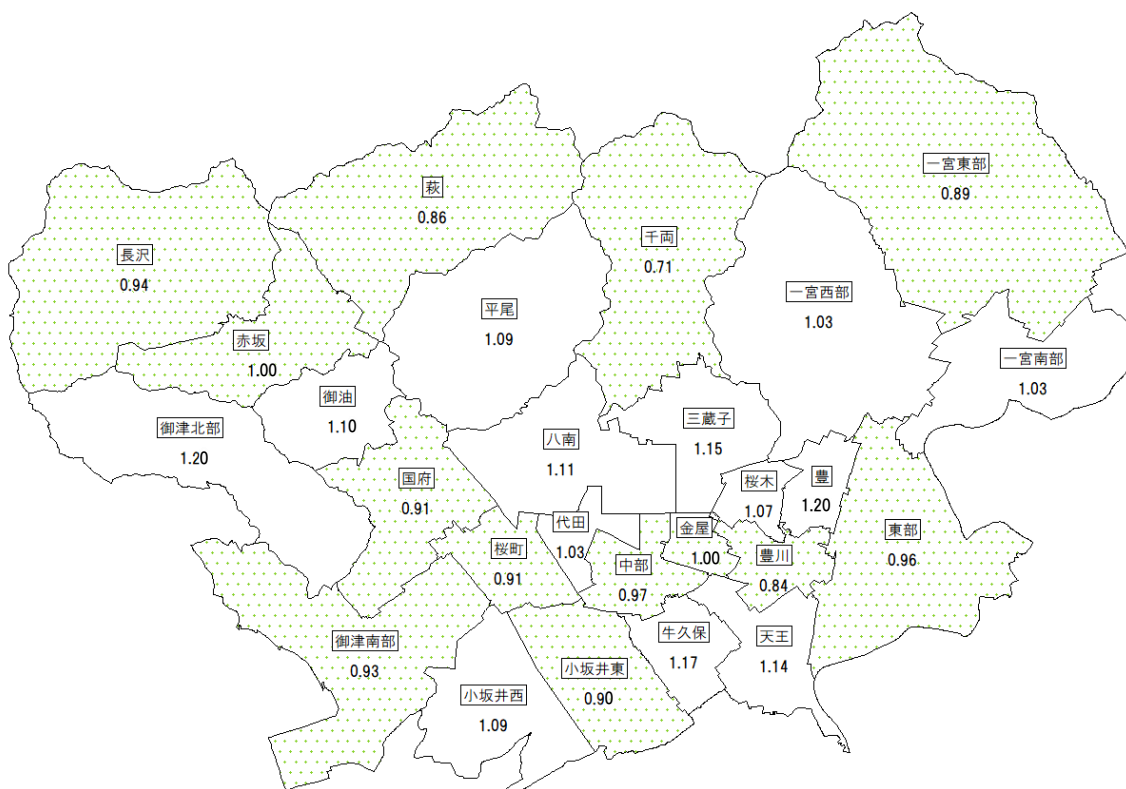 一宮東部
0.89
萩
0.86
千両
0.71
長沢
0.94
一宮西部
1.03
平尾
1.09
赤坂
1.00
一宮南部
1.03
御油
1.10
三蔵子
1.15
御津北部
1.20
八南
1.11
国府
0.91
桜木
1.07
豊
1.20
代田
1.03
金屋
1.00
東部
0.96
桜町
0.91
中部
0.97
豊川
0.84
御津南部
0.93
牛久保
1.17
天王
1.14
小坂井西
1.09
小坂井東
0.90